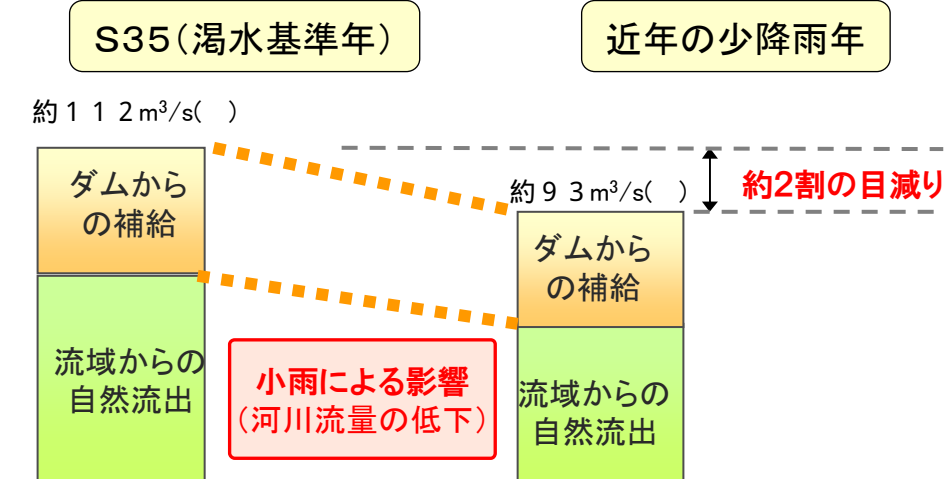 S35(渇水基準年)
近年の少降雨年
約112m³/s( )
約93m³/s( )
約2割の目減り
ダムから
の補給
ダムから
の補給
流域からの
自然流出
小雨による影響
(河川流量の低下)
流域からの
自然流出